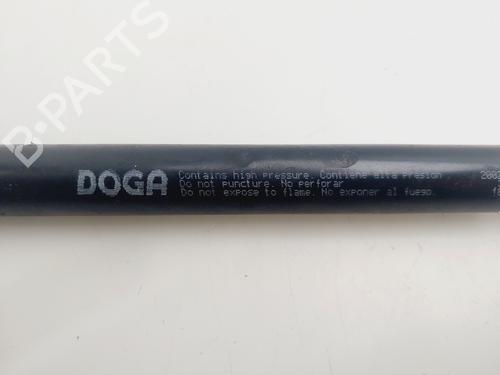 B-PARTS
DOGA
Contains high pressure. Contiene alta presion
Do not puncture. No perforar
Do not expose to flame. No exponer al fuego.